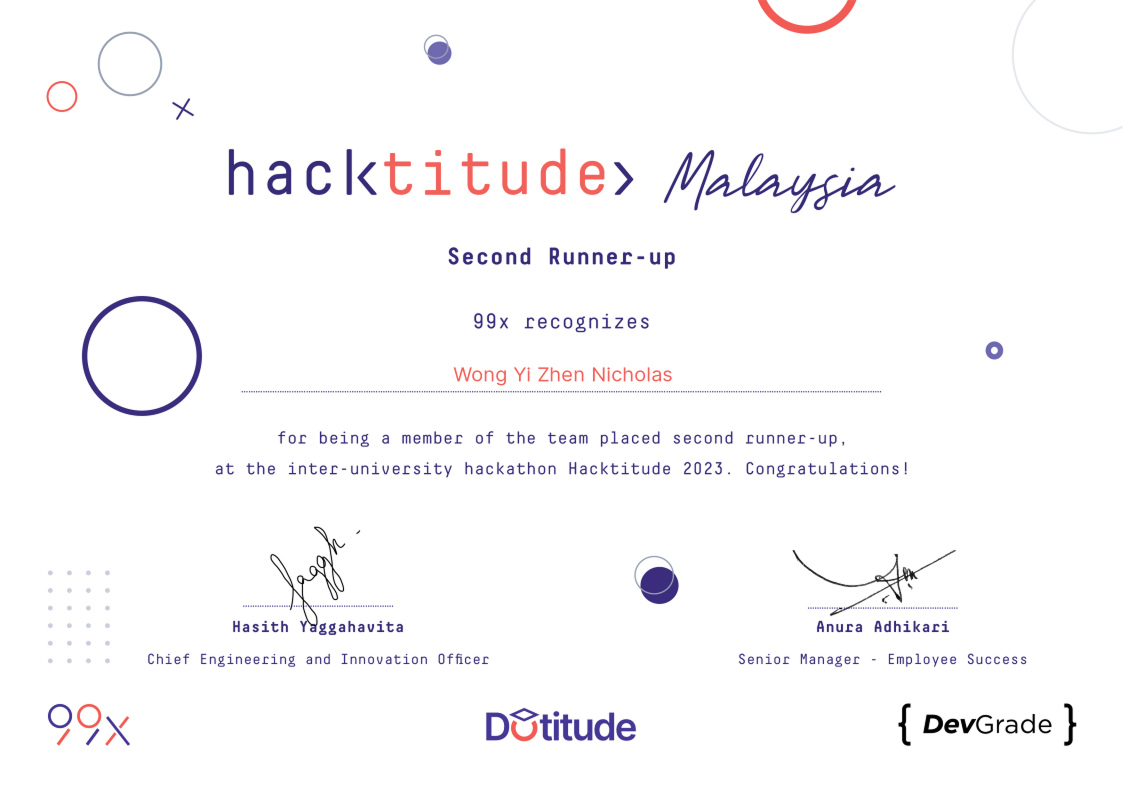 hack<titude> Malaysia
Second Runner-up
99x recognizes
Wong Yi Zhen Nicholas
for being a member of the team placed second runner-up,
at the inter-university hackathon Hacktitude 2023. Congratulations!
Hasith Yaggahavita
Chief Engineering and Innovation Officer
Anura Adhikari
Senior Manager - Employee Success
99x
Dotitude
{ DevGrade }